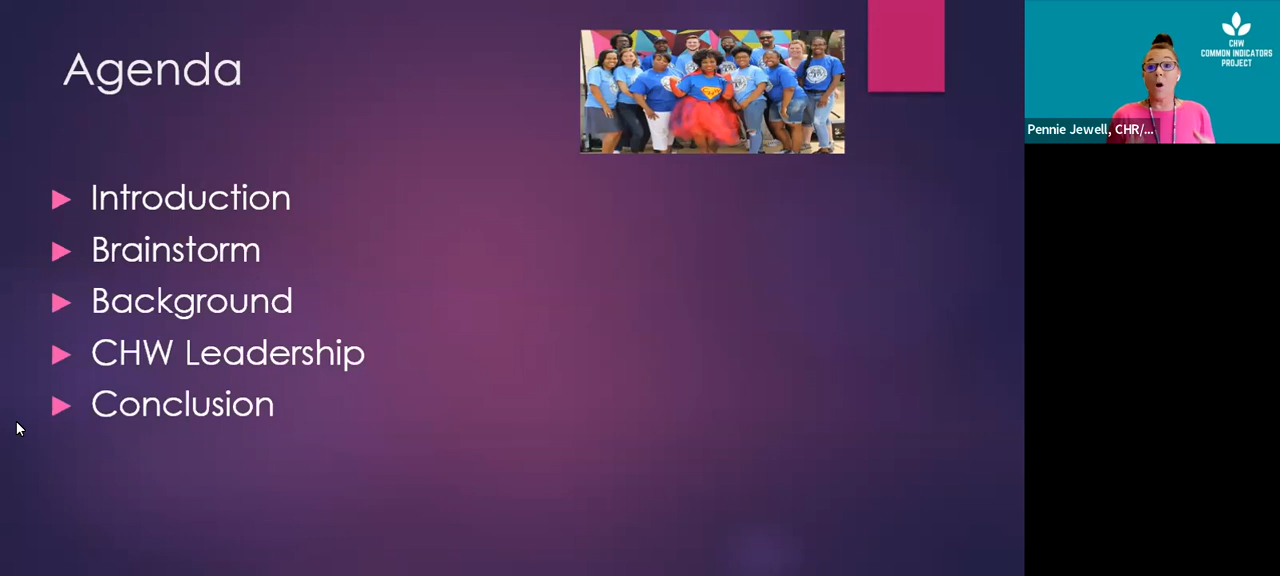 Agenda
Introduction
Brainstorm
Background
CHW Leadership
Conclusion
CHW
COMMON INDICATORS
PROJECT
Pennie Jewell, CHR/...